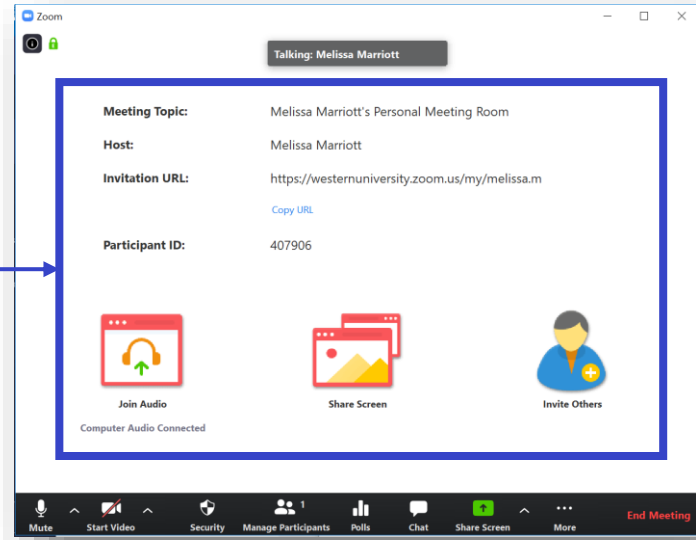 Zoom
Talking: Melissa Marriott
Meeting Topic: Melissa Marriott's Personal Meeting Room
Host: Melissa Marriott
Invitation URL: https://westernuniversity.zoom.us/my/melissa.m
Copy URL
Participant ID: 407906
Join Audio Share Screen Invite Others
Computer Audio Connected
1
Mute Start Video Security Manage Participants Polls Chat Share Screen More End Meeting